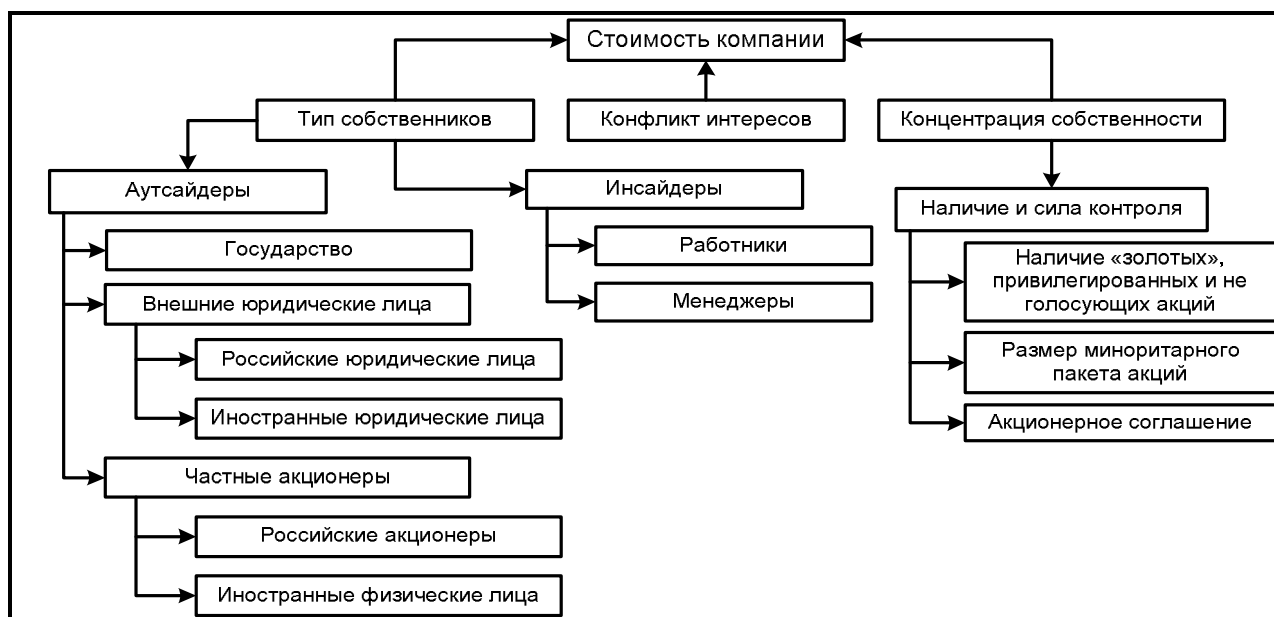 Стоимость компании
Тип собственников
Конфликт интересов
Концентрация собственности
Аутсайдеры
Инсайдеры
Наличие и сила контроля
Государство
Работники
Наличие «золотых»,
привилегированных и не
голосующих акций
Внешние юридические лица
Менеджеры
Российские юридические лица
Размер миноритарного
пакета акций
Иностранные юридические лица
Акционерное соглашение
Частные акционеры
Российские акционеры
Иностранные физические лица